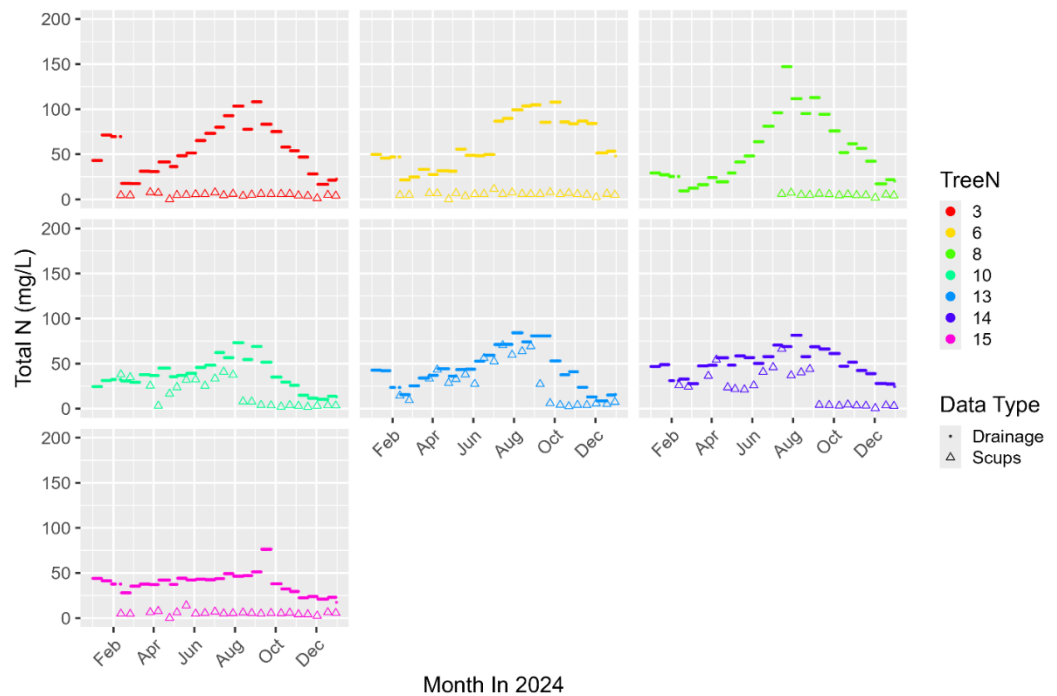 200
150
100
50
0
200
150
100
50
0
Feb
Apr
Jun
Aug
Oct
Dec
Feb
Apr
Jun
Aug
Oct
Dec
200
150
100
50
0
Feb
Apr
Jun
Aug
Oct
Dec
Total N (mg/L)
Month In 2024
TreeN
3
6
8
10
13
14
15
Data Type
Drainage
Scups